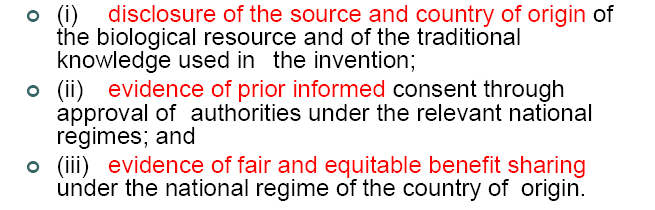 (i) disclosure of the source and country of origin of
the biological resource and of the traditional
knowledge used in the invention;
(ii) evidence of prior informed consent through
approval of authorities under the relevant national
regimes; and
(iii) evidence of fair and equitable benefit sharing
under the national regime of the country of origin.